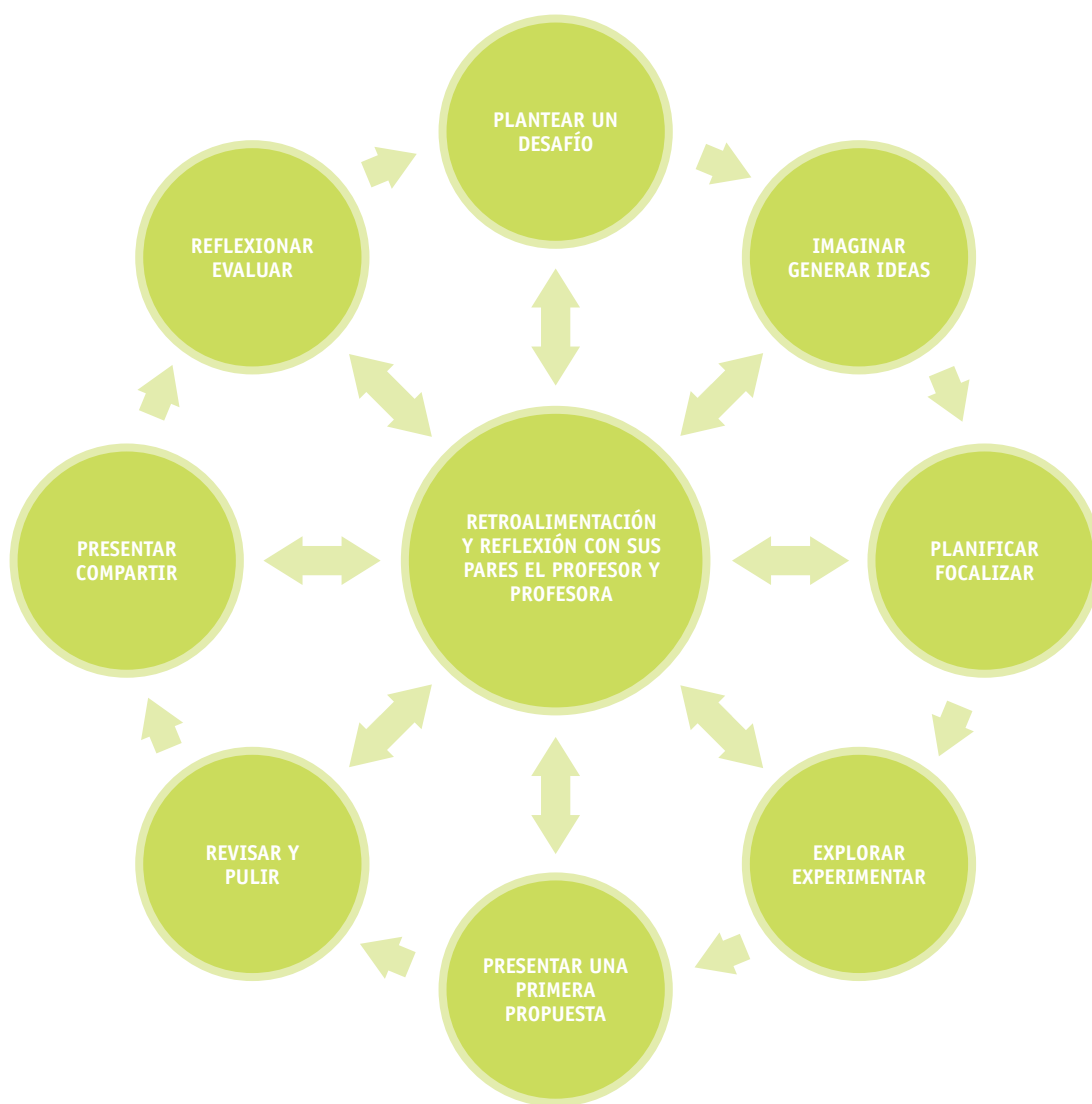 PLANTEAR UN
DESAFÍO
IMAGINAR
GENERAR IDEAS
PLANIFICAR
FOCALIZAR
EXPLORAR
EXPERIMENTAR
PRESENTAR UNA
PRIMERA
PROPUESTA
REVISAR Y
PULIR
PRESENTAR
COMPARTIR
REFLEXIONAR
EVALUAR
RETROALIMENTACIÓN
Y REFLEXIÓN CON SUS
PARES EL PROFESOR Y
PROFESORA